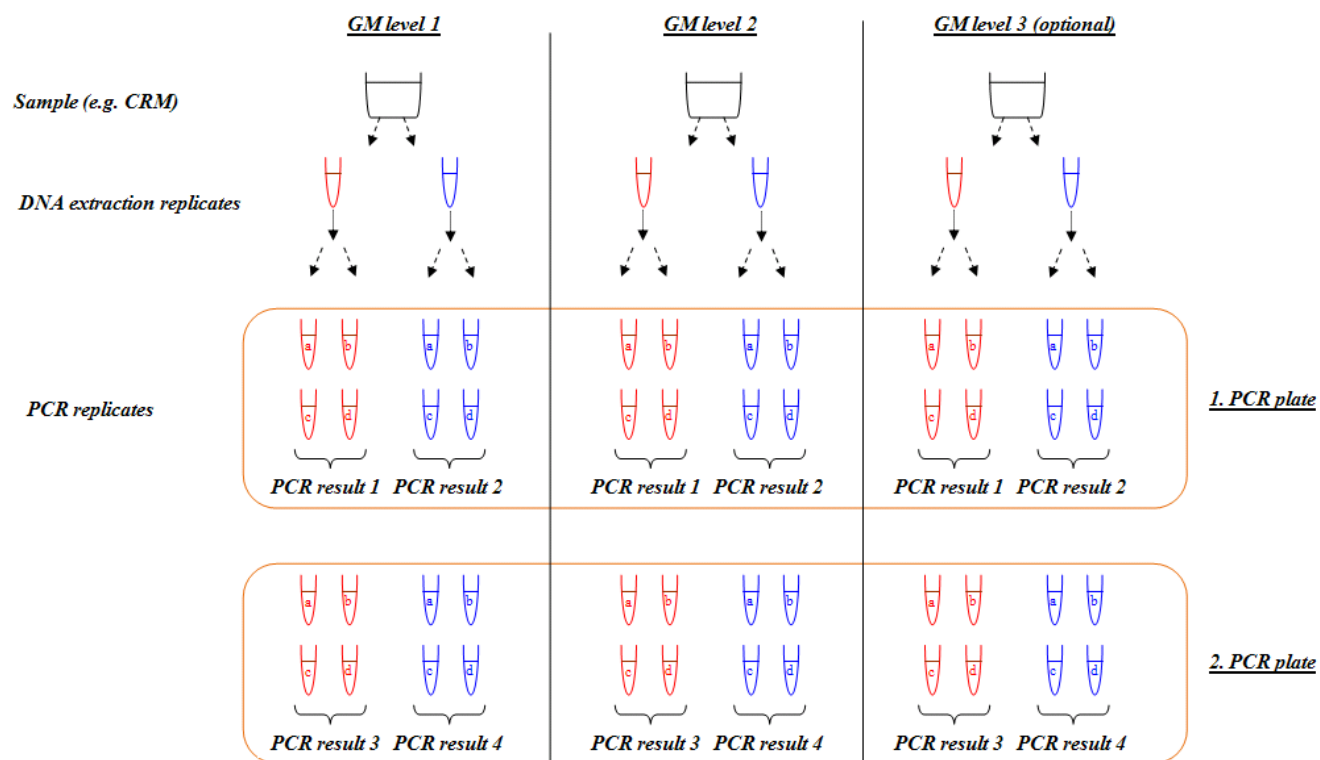 GM level 1 GM level 2 GM level 3 (optional)
Sample (e.g. CRM)
DNA extraction replicates
a b a b a b a b a b a b
PCR replicates
c d c d c d c d c d c d
1. PCR plate
PCR result 1 PCR result 2 PCR result 1 PCR result 2 PCR result 1 PCR result 2
a b a b a b a b a b a b
c d c d c d c d c d c d
2. PCR plate
PCR result 3 PCR result 4 PCR result 3 PCR result 4 PCR result 3 PCR result 4